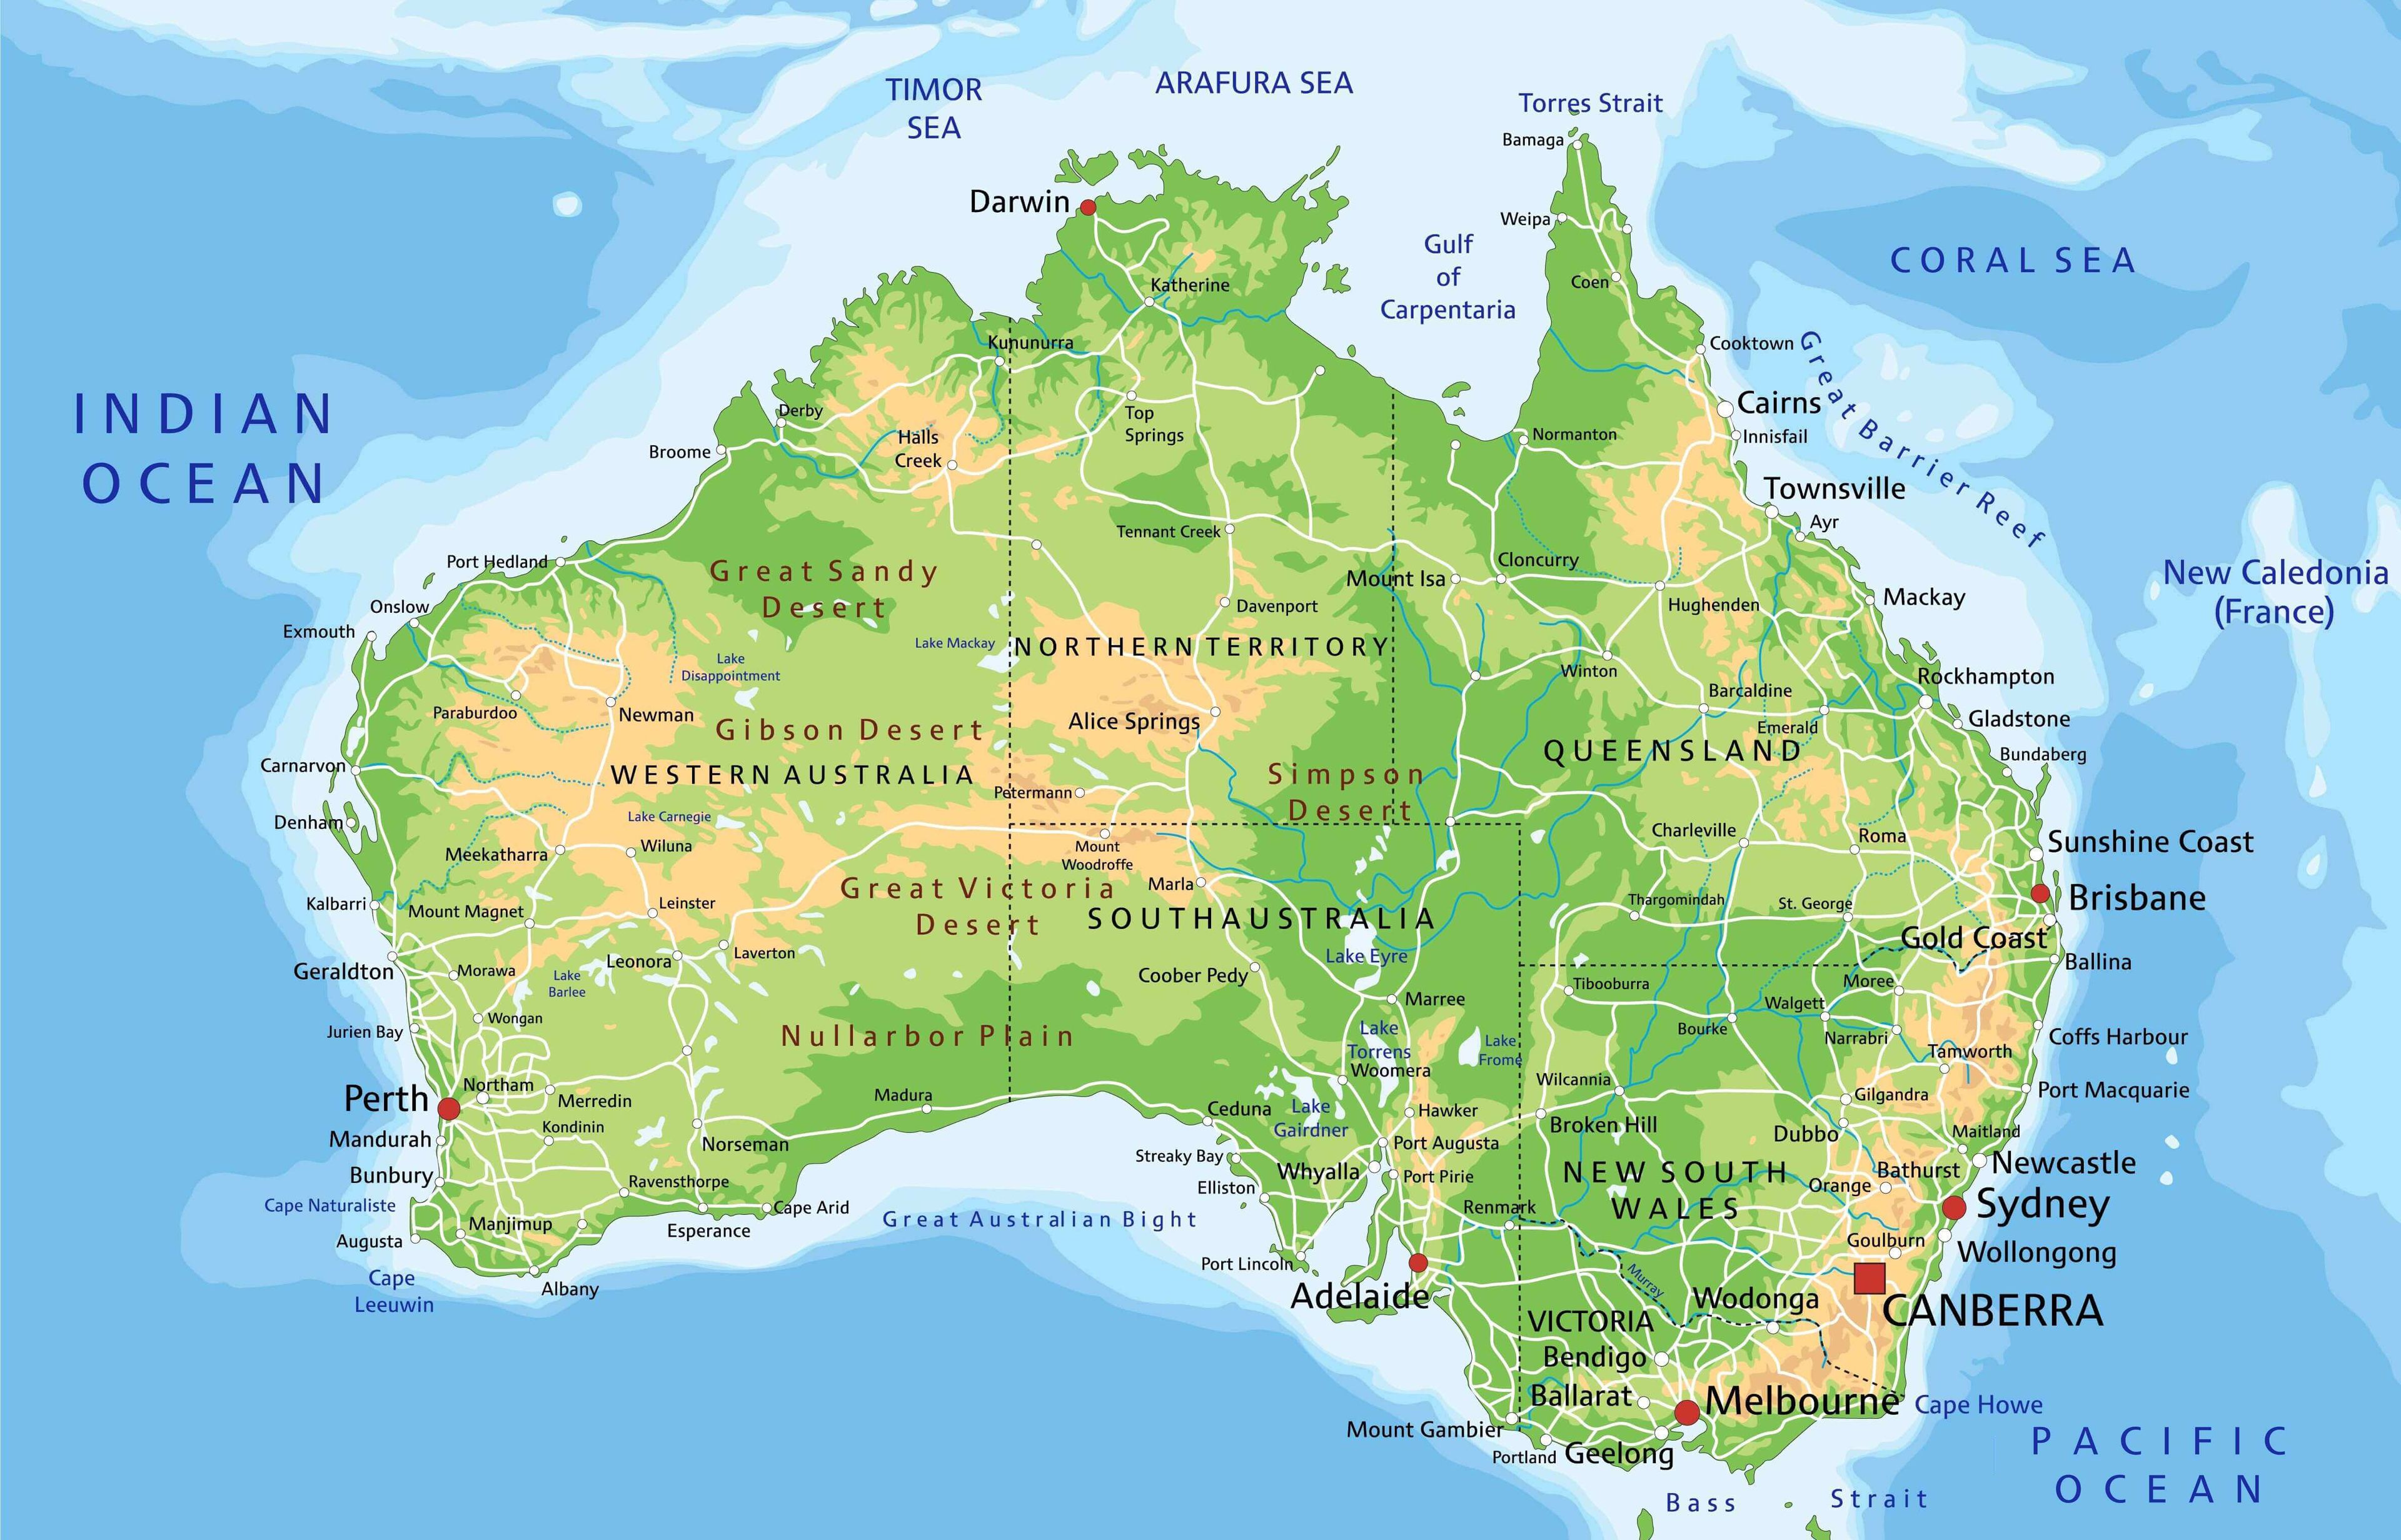 TIMOR
SEA
ARAFURA SEA
Torres Strait
Bamaga
Darwin
Weipa
Gulf
of
Carpentaria
CORAL SEA
Katherine
Coen
Kununurra
Cooktown
Great Barrier Reef
INDIAN
OCEAN
Derby
Top
Springs
Cairns
Halls
Creek
Broome
Normanton
Innisfail
Townsville
Ayr
Tennant Creek
Port Hedland
Great Sandy
Desert
Cloncurry
Mount Isa
New Caledonia
(France)
Onslow
Davenport
Hughenden
Mackay
Exmouth
Lake Mackay
NORTHERN TERRITORY
Lake
Disappointment
Winton
Rockhampton
Barcaldine
Paraburdoo
Newman
Alice Springs
Emerald
Gladstone
Gibson Desert
QUEENSLAND
Bundaberg
Carnarvon
WESTERN AUSTRALIA
Simpson
Desert
Petermann
Denham
Lake Carnegie
Charleville
Roma
Sunshine Coast
Meekatharra
Wiluna
Mount
Woodroffe
Great Victoria
Desert
Marla
Brisbane
Kalbarri
Mount Magnet
Leinster
Thargomindah
St. George
SOUTHAUSTRALIA
Gold Coast
Geraldton
Morawa
Leonora
Laverton
Lake Eyre
Ballina
Lake
Barlee
Coober Pedy
Tibooburra
Moree
Marree
Walgett
Wongan
Jurien Bay
Nullarbor Plain
Lake
Torrens
Lake
Frome
Bourke
Narrabri
Coffs Harbour
Tamworth
Woomera
Perth
Northam
Merredin
Madura
Wilcannia
Gilgandra
Port Macquarie
Ceduna
Lake
Gairdner
Hawker
Mandurah
Kondinin
Norseman
Broken Hill
Dubbo
Maitland
Port Augusta
Streaky Bay
Whyalla
Port Pirie
Bunbury
Ravensthorpe
NEW SOUTH
WALES
Bathurst
Newcastle
Elliston
Orange
Cape Naturaliste
Cape Arid
Renmark
Sydney
Manjimup
Esperance
Great Australian Bight
Augusta
Goulburn
Wollongong
Port Lincoln
Cape
Leeuwin
Albany
Adelaide
Murray
Wodonga
CANBERRA
VICTORIA
Bendigo
Ballarat
Melbourne
Cape Howe
Mount Gambier
Portland
Geelong
PACIFIC
OCEAN
Bass Strait